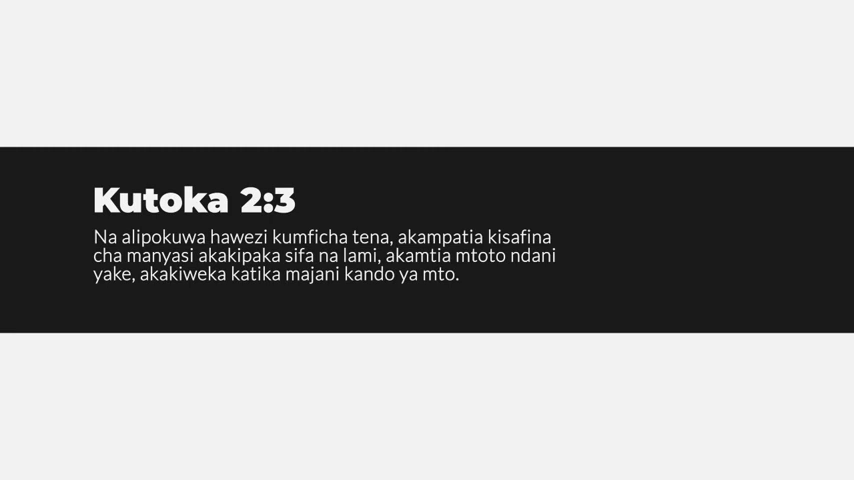 Kutoka 2:3
Na alipokuwa hawezi kumficha tena, akampatia kisafina
cha manyasi akakipaka sifa na lami, akamtia mtoto ndani
yake, akakiweka katika majani kando ya mto.